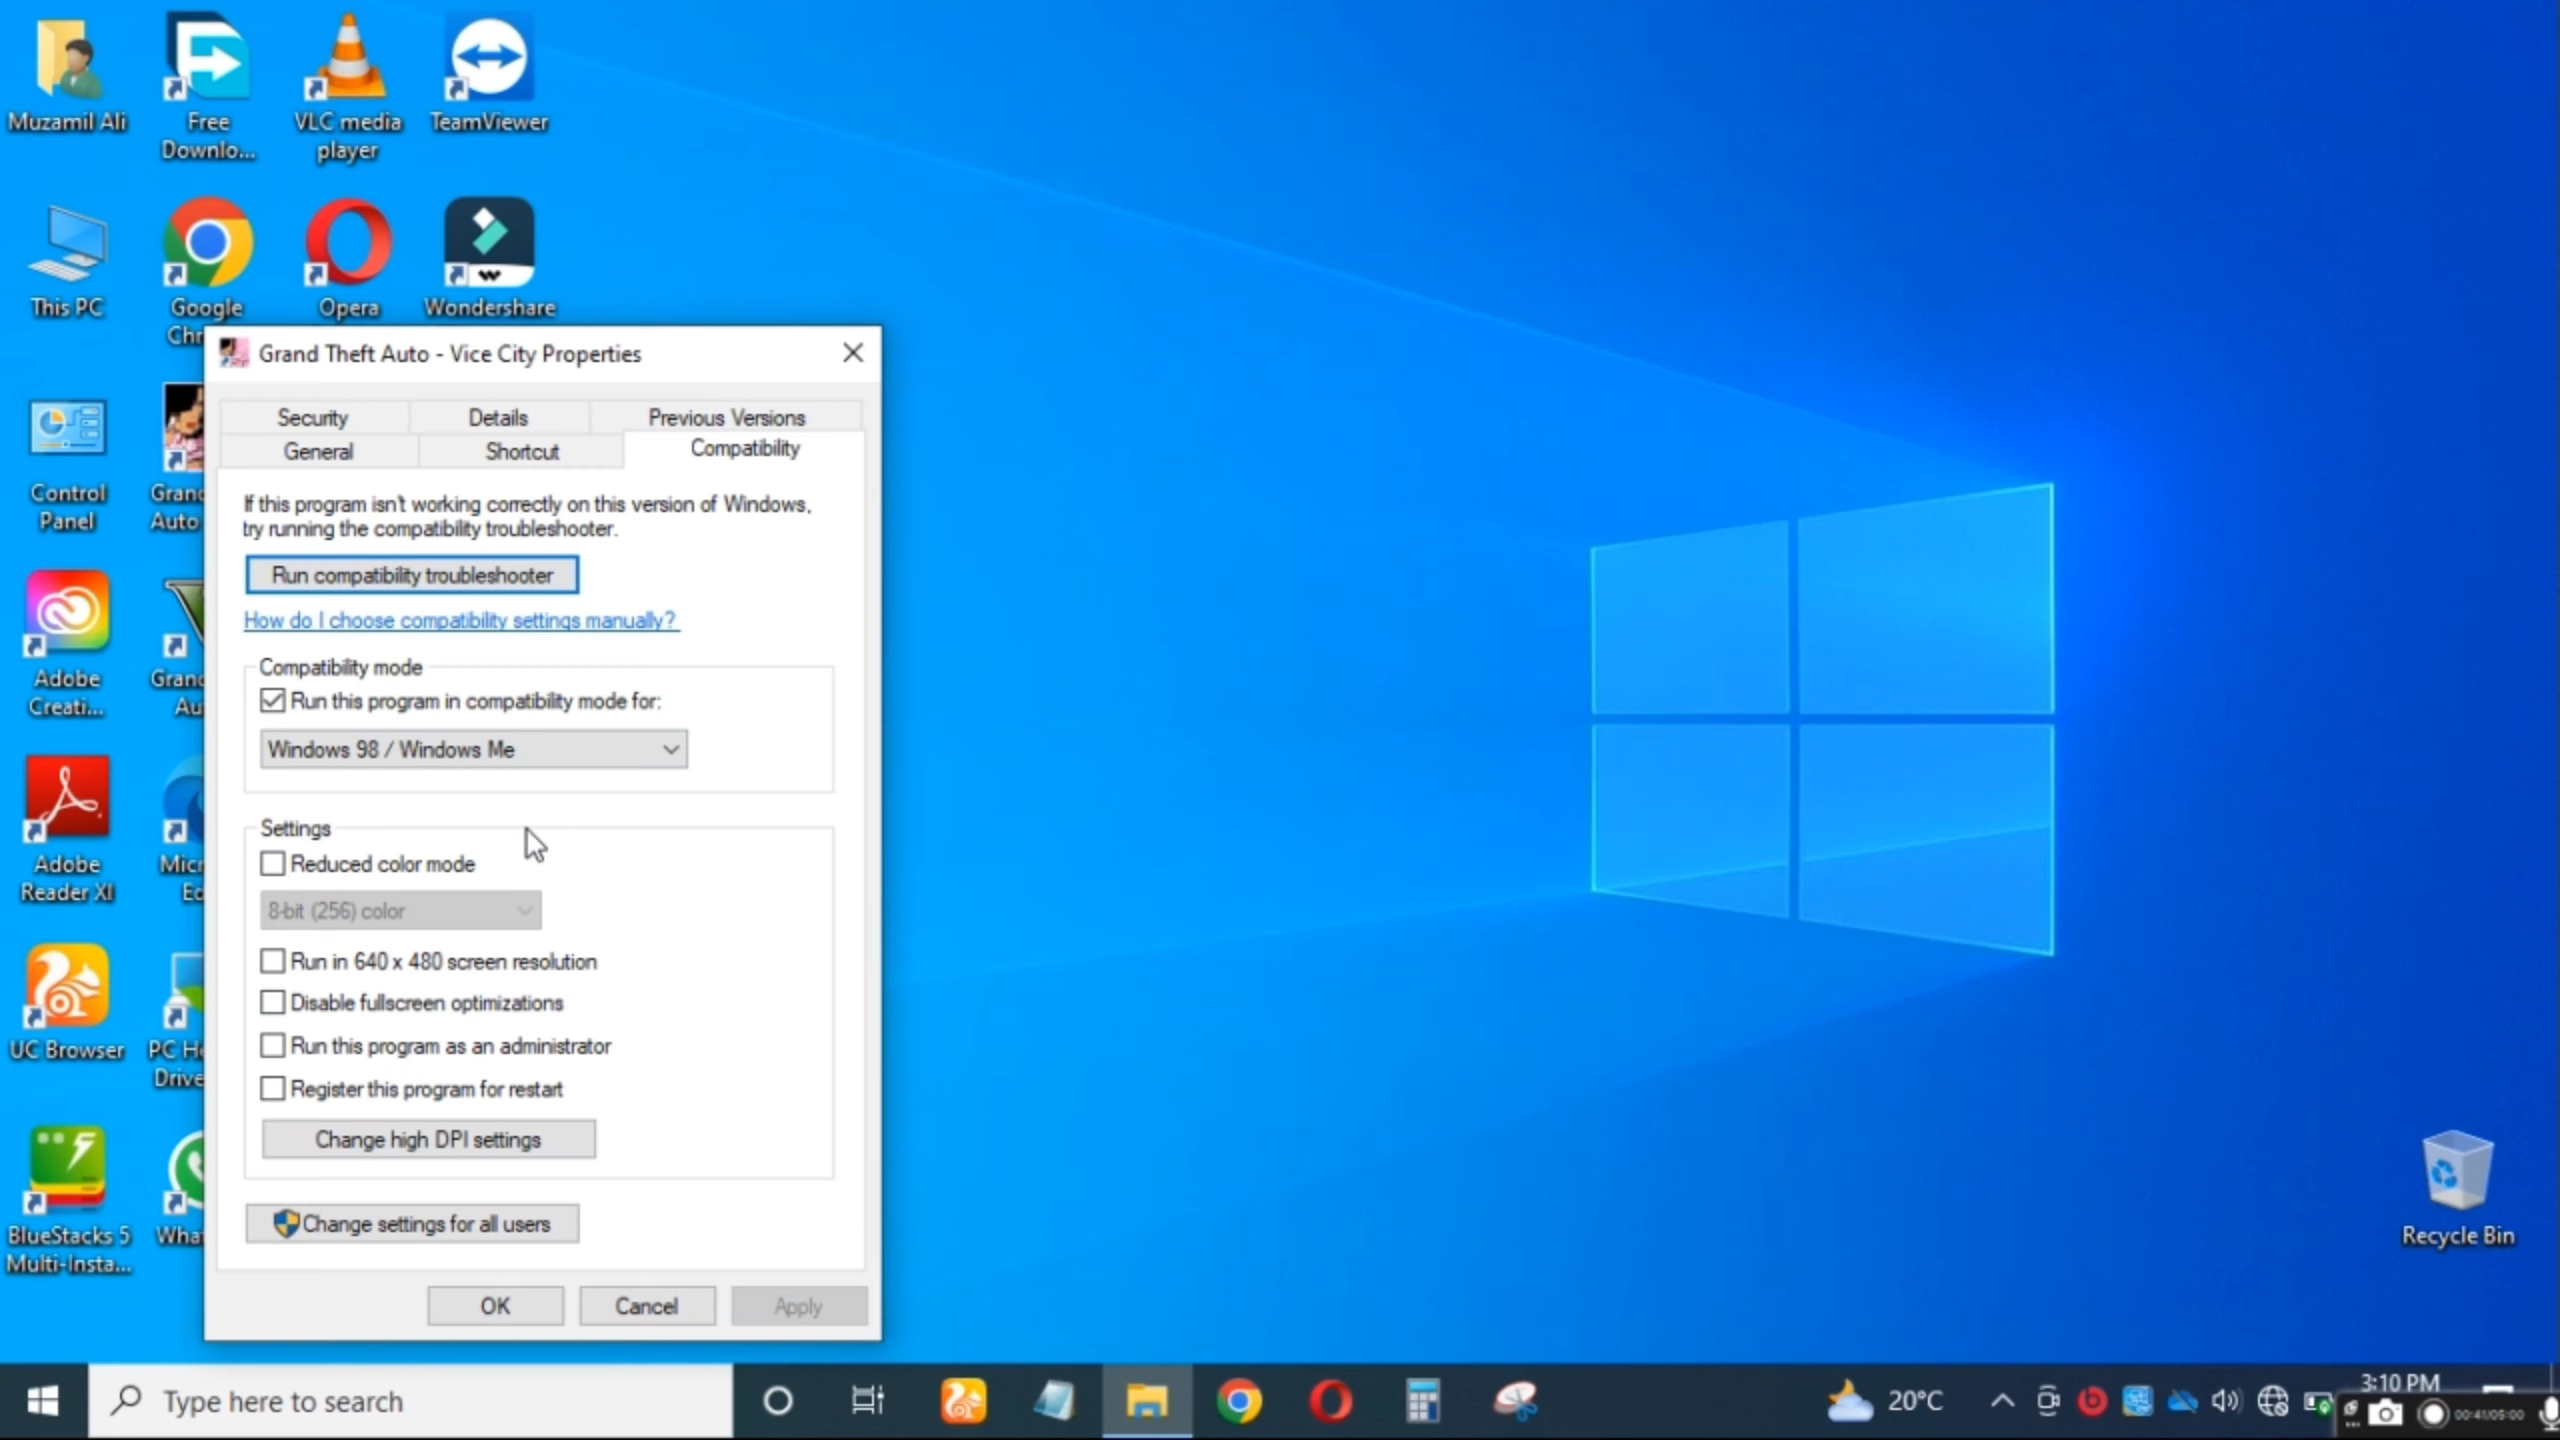 Muzamil Ali
Free
Downlo...
VLC media
player
TeamViewer
This PC
Google
Chr
Opera
Wondershare
Control
Panel
Grand
Auto
Adobe
Creati...
Grand
Au
Adobe
Reader XI
Micr
Ed
UC Browser
PC He
Drive
BlueStacks 5
Multi-Insta...
Wha
Grand Theft Auto - Vice City Properties
Security
Details
Previous Versions
General
Shortcut
Compatibility
If this program isn't working correctly on this version of Windows,
try running the compatibility troubleshooter.
Run compatibility troubleshooter
How do I choose compatibility settings manually?
Compatibility mode
Run this program in compatibility mode for:
Windows 98 / Windows Me
Settings
Reduced color mode
8-bit (256) color
Run in 640 x 480 screen resolution
Disable fullscreen optimizations
Run this program as an administrator
Register this program for restart
Change high DPI settings
Change settings for all users
OK
Cancel
Apply
Recycle Bin
Type here to search
20°C
3:10 PM
00:41/05:00